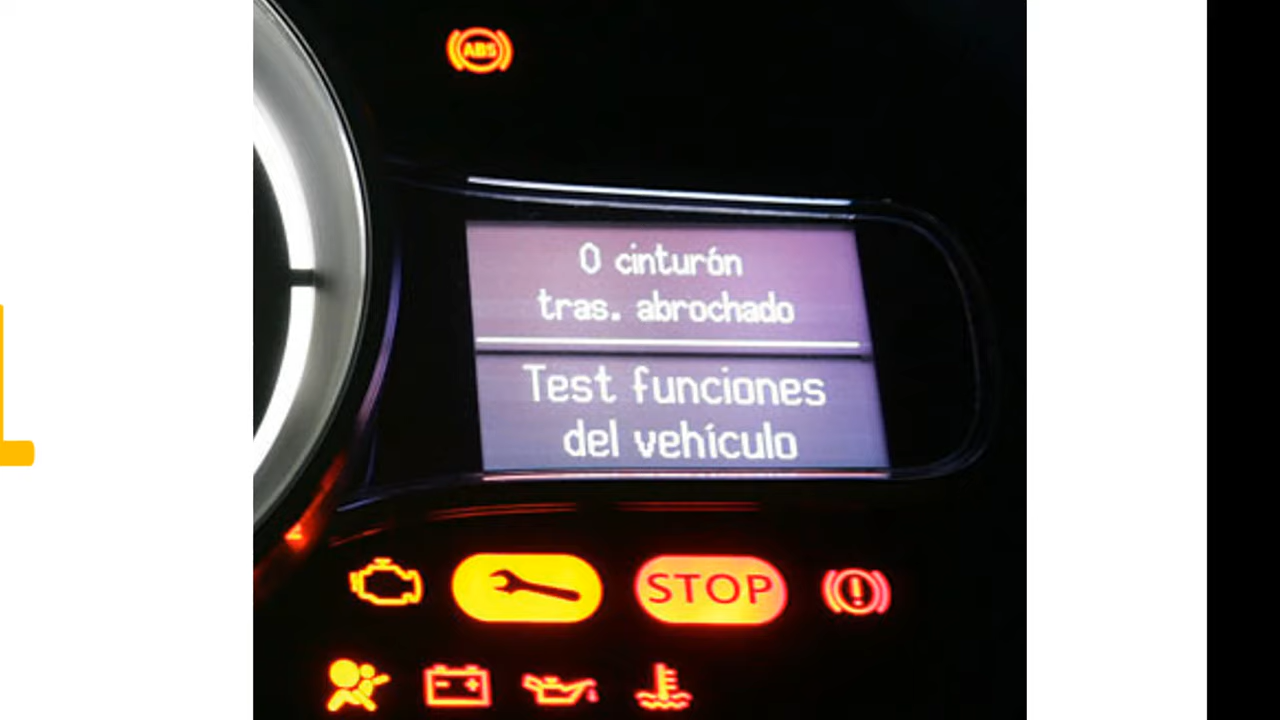 ABS
0 cinturón
tras. abrochado
Test funciones
del vehículo
STOP